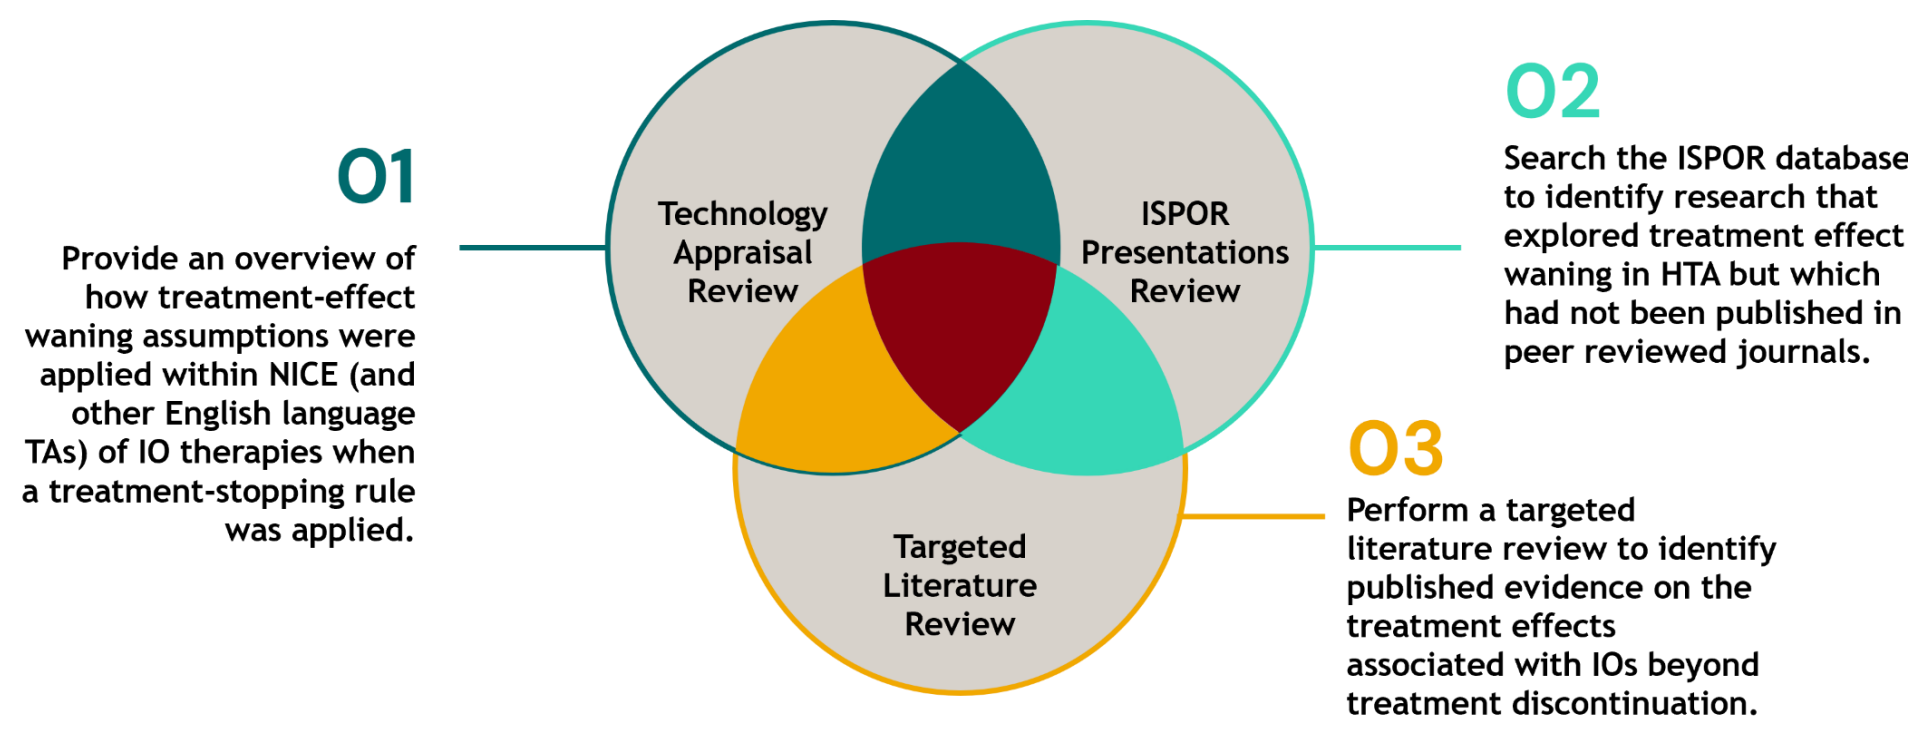 01
Provide an overview of
how treatment-effect
waning assumptions were
applied within NICE (and
other English language
TAs) of IO therapies when
a treatment-stopping rule
was applied.
Technology
Appraisal
Review
ISPOR
Presentations
Review
Targeted
Literature
Review
02
Search the ISPOR database
to identify research that
explored treatment effect
waning in HTA but which
had not been published in
peer reviewed journals.
03
Perform a targeted
literature review to identify
published evidence on the
treatment effects
associated with IOs beyond
treatment discontinuation.